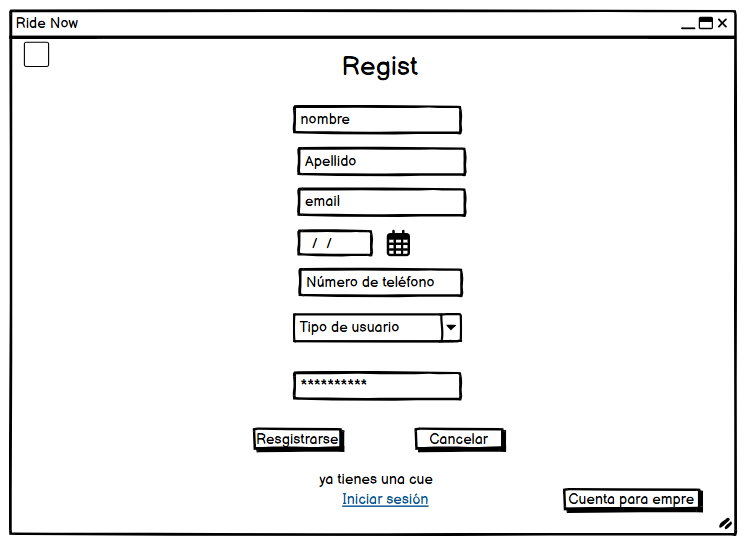 Ride Now
Regist
nombre
Apellido
email
/ /
Número de teléfono
Tipo de usuario
**********
Resgistrarse
Cancelar
ya tienes una cue
Iniciar sesión
Cuenta para empre